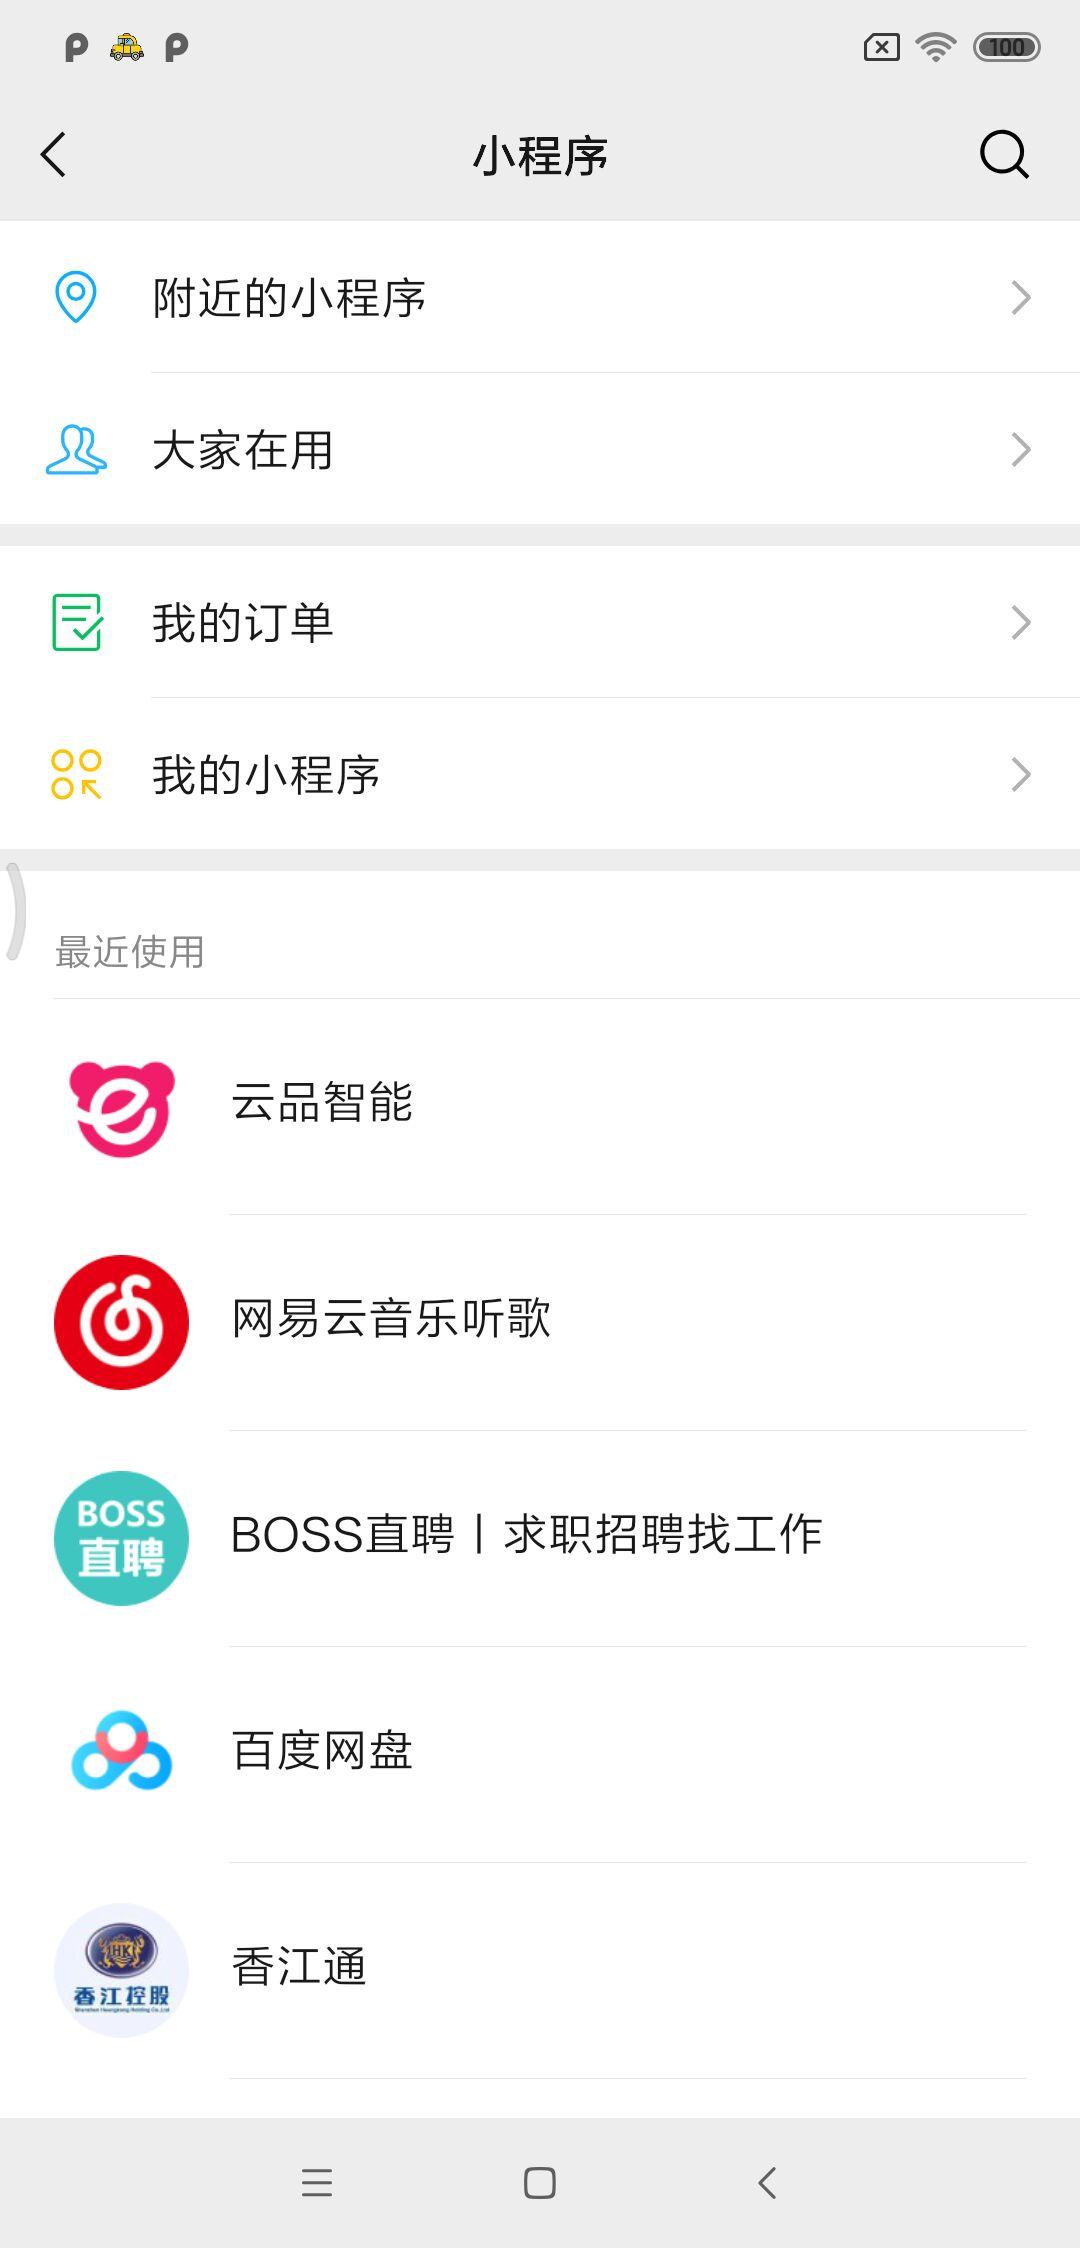 100
小程序
附近的小程序
大家在用
我的订单
我的小程序
最近使用
云品智能
网易云音乐听歌
BOSS
直聘
BOSS直聘丨求职招聘找工作
百度网盘
HK
香江控股
香江通